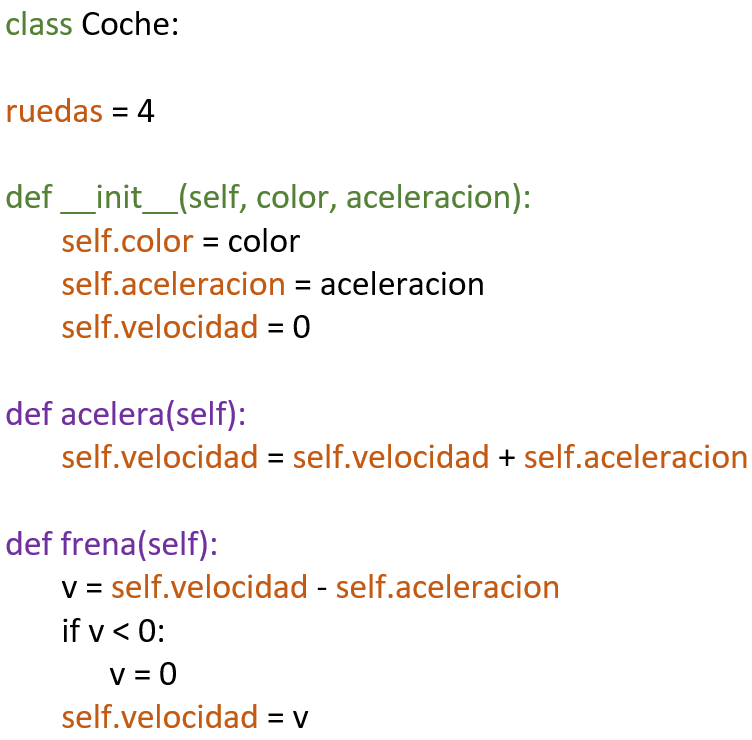 class Coche:
ruedas = 4
def __init__(self, color, aceleracion):
self.color = color
self.aceleracion = aceleracion
self.velocidad = 0
def acelera(self):
self.velocidad = self.velocidad + self.aceleracion
def frena(self):
v = self.velocidad - self.aceleracion
if v < 0:
v = 0
self.velocidad = v